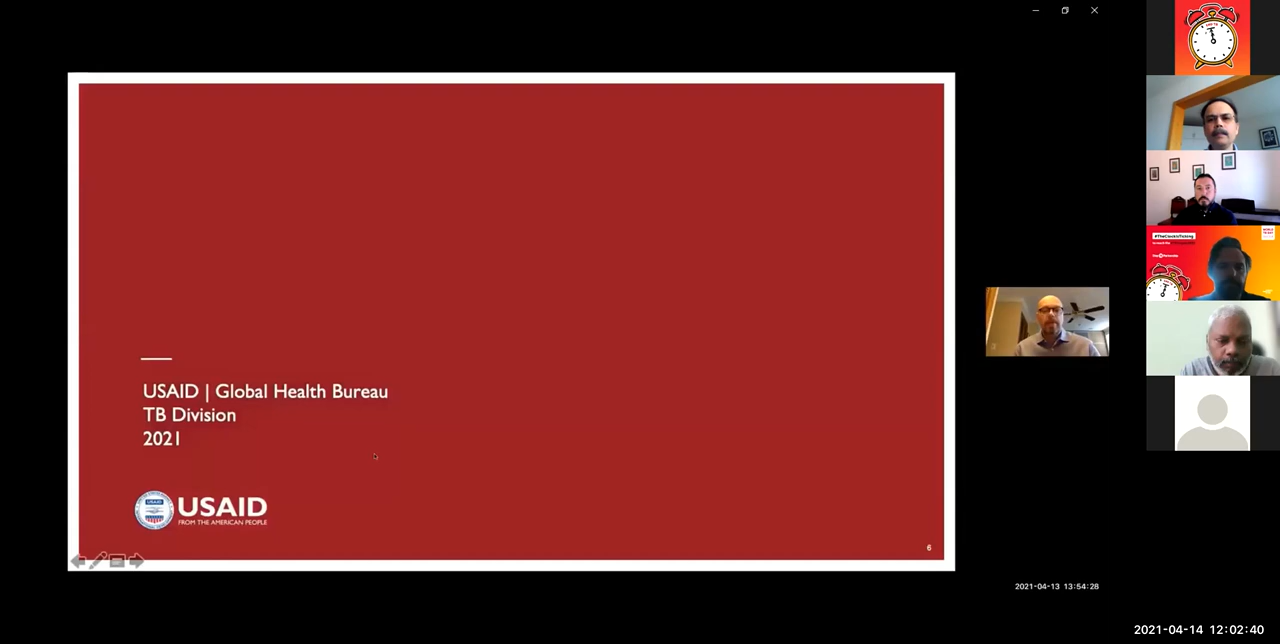 USAID | Global Health Bureau
TB Division
2021
USAID
FROM THE AMERICAN PEOPLE
6
#TheClockIsTicking
2021-04-13 13:54:28
2021-04-14 12:02:40